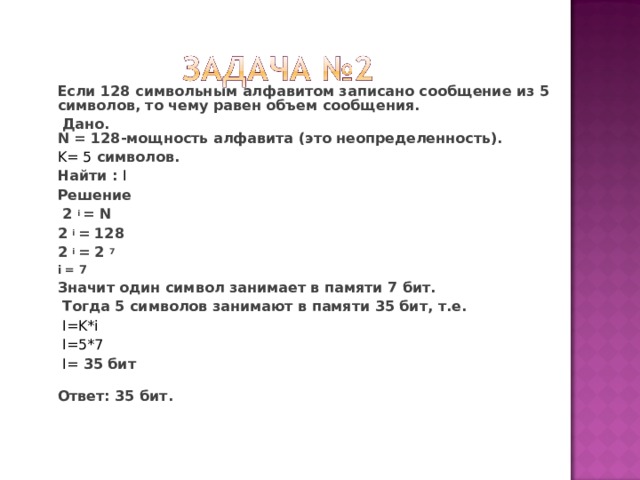 ЗАДАЧА №2
Если 128 символьным алфавитом записано сообщение из 5
символов, то чему равен объем сообщения.
Дано.
N = 128-мощность алфавита (это неопределенность).
K= 5 символов.
Найти : I
Решение
2 i = N
2 i = 128
2 i = 2 7
i = 7
Значит один символ занимает в памяти 7 бит.
Тогда 5 символов занимают в памяти 35 бит, т.е.
I=K*i
I=5*7
I= 35 бит
Ответ: 35 бит.